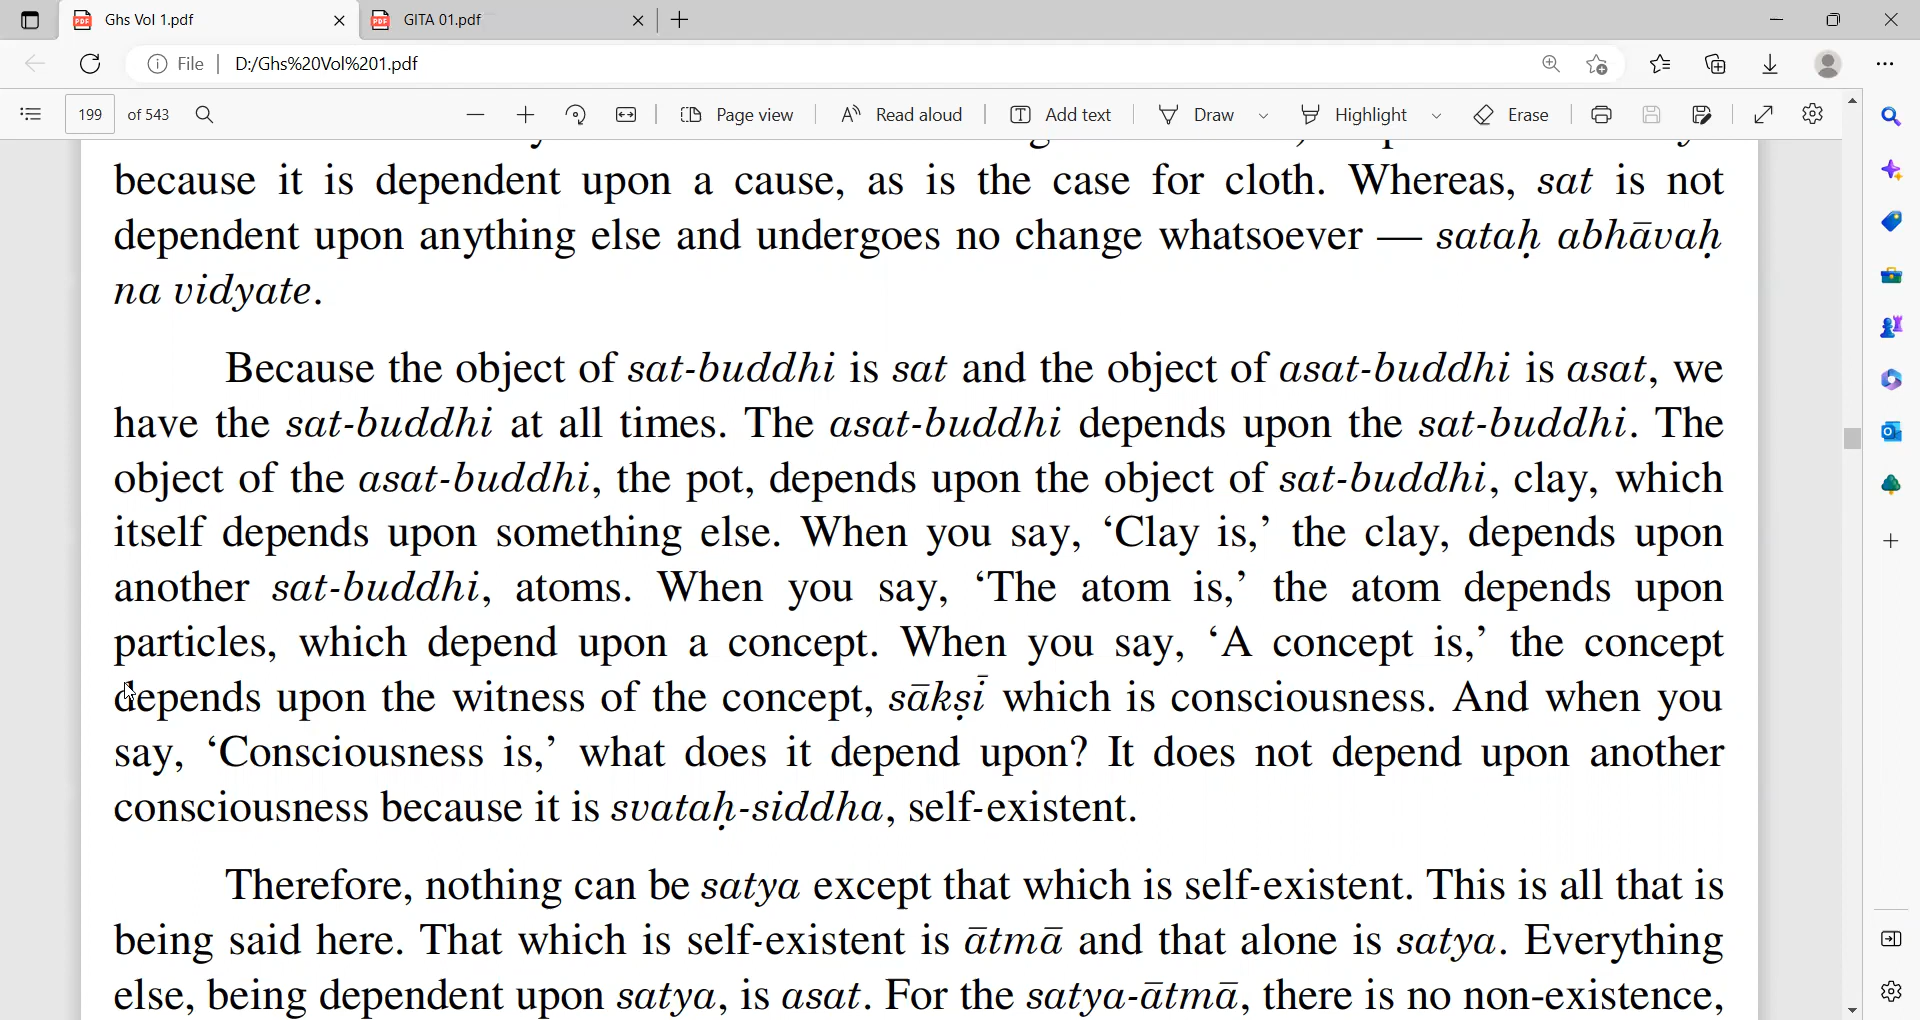 Ghs Vol 1.pdf
GITA 01.pdf
File
D:/Ghs%20Vol%201.pdf
199 of 543
Page view
Read aloud
Add text
Draw
Highlight
Erase
because it is dependent upon a cause, as is the case for cloth. Whereas, sat is not
dependent upon anything else and undergoes no change whatsoever — sataḥ abhāvaḥ
na vidyate.
Because the object of sat-buddhi is sat and the object of asat-buddhi is asat, we
have the sat-buddhi at all times. The asat-buddhi depends upon the sat-buddhi. The
object of the asat-buddhi, the pot, depends upon the object of sat-buddhi, clay, which
itself depends upon something else. When you say, ‘Clay is,’ the clay, depends upon
another sat-buddhi, atoms. When you say, ‘The atom is,’ the atom depends upon
particles, which depend upon a concept. When you say, ‘A concept is,’ the concept
depends upon the witness of the concept, sākṣī which is consciousness. And when you
say, ‘Consciousness is,’ what does it depend upon? It does not depend upon another
consciousness because it is svataḥ-siddha, self-existent.
Therefore, nothing can be satya except that which is self-existent. This is all that is
being said here. That which is self-existent is ātmā and that alone is satya. Everything
else, being dependent upon satya, is asat. For the satya-ātmā, there is no non-existence,